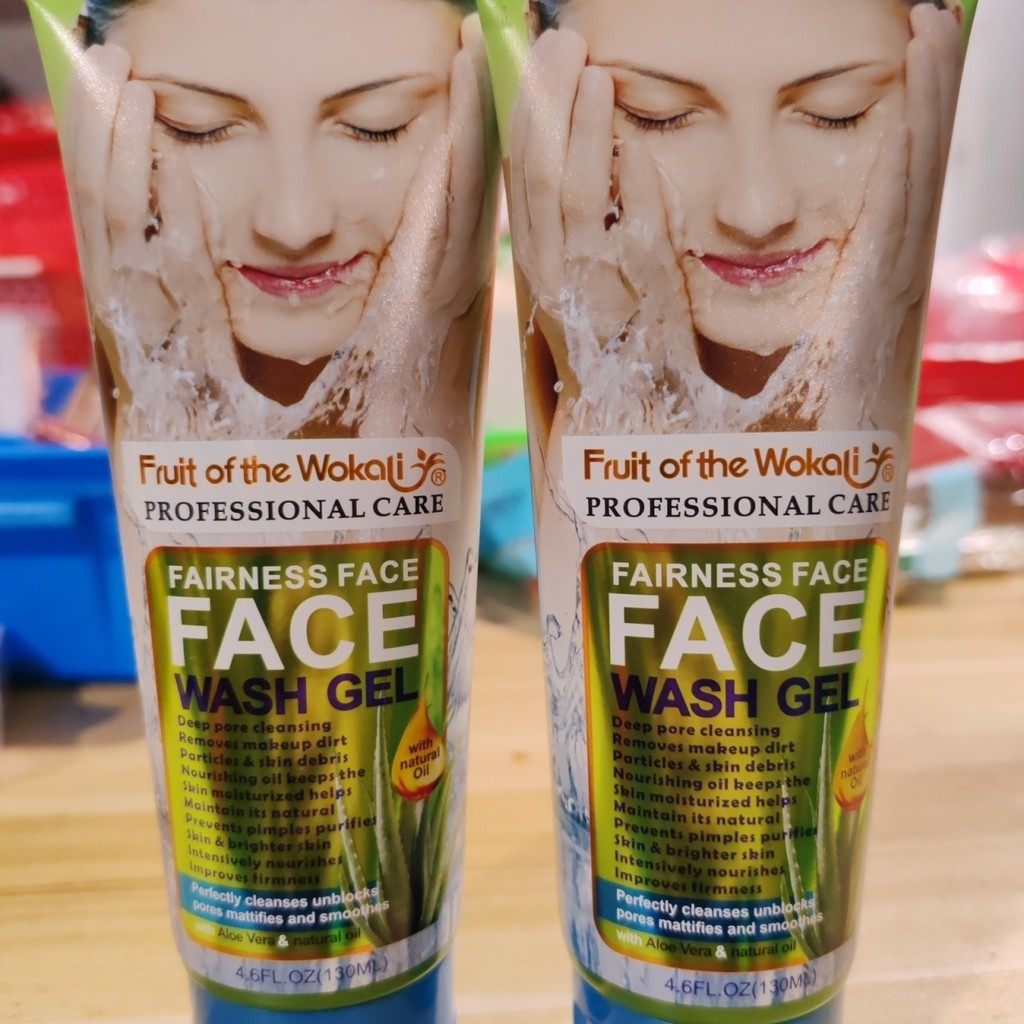 Fruit of the Wokali ®
PROFESSIONAL CARE
FAIRNESS FACE
FACE
WASH GEL
Deep pore cleansing
Removes makeup dirt
Particles & skin debris
Nourishing oil keeps the
Skin moisturized helps
Maintain its natural
Prevents pimples purifies
Skin & brighter skin
Intensively nourishes
Improves firmness
with
natural
Oil
Perfectly cleanses unblocks
pores mattifies and smoothes
with Aloe Vera & natural oil
4.6FL.OZ(130ML)
Fruit of the Wokali ®
PROFESSIONAL CARE
FAIRNESS FACE
FACE
WASH GEL
Deep pore cleansing
Removes makeup dirt
Particles & skin debris
Nourishing oil keeps the
Skin moisturized helps
Maintain its natural
Prevents pimples purifies
Skin & brighter skin
Intensively nourishes
Improves firmness
with
natural
Oil
Perfectly cleanses unblocks
pores mattifies and smoothes
with Aloe Vera & natural oil
4.6FL.OZ(130ML)